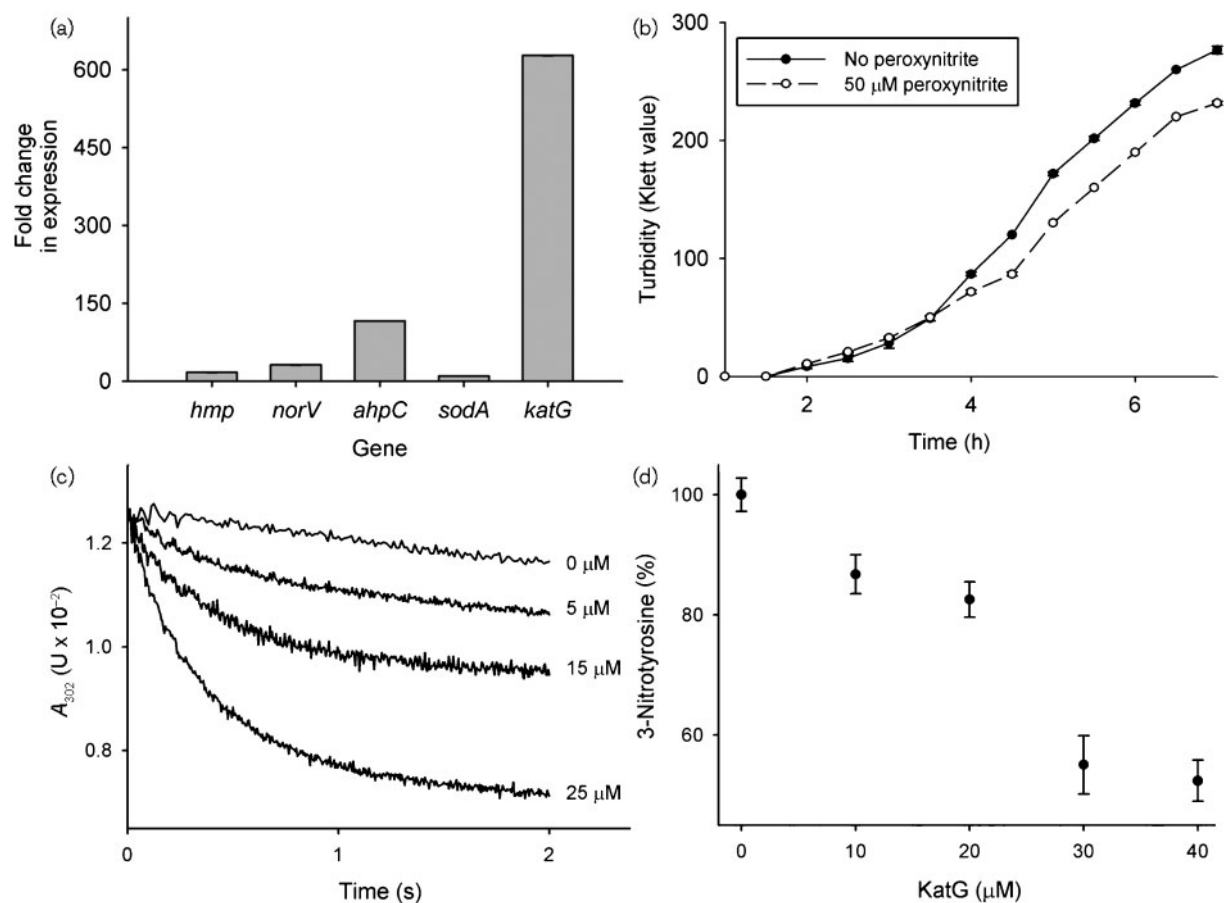 (a)
600
450
300
150
0
Fold change
in expression
hmp norV ahpC sodA katG
Gene
(b)
300
200
100
0
Turbidity (Klett value)
No peroxynitrite
50 μM peroxynitrite
2 4 6
Time (h)
(c)
1.2
1.0
0.8
A302 (U x 10⁻²)
0 μM
5 μM
15 μM
25 μM
0 1 2
Time (s)
(d)
100
80
60
3-Nitrotyrosine (%)
0 10 20 30 40
KatG (μM)